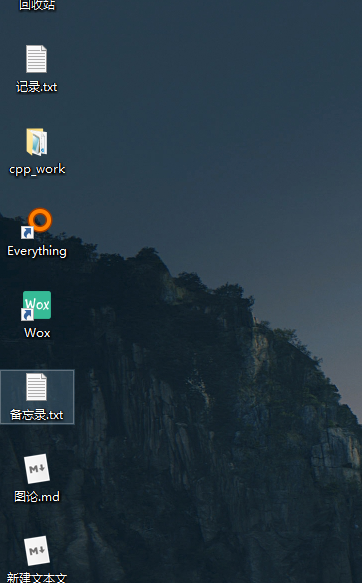 回收站
记录.txt
cpp_work
Everything
Wox
Wox
备忘录.txt
M↓
图论.md
M↓
新建文本文